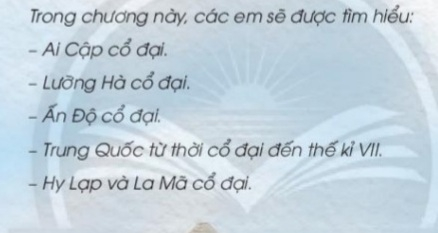 Trong chương này, các em sẽ được tìm hiểu:
– Ai Cập cổ đại.
– Lưỡng Hà cổ đại.
– Ấn Độ cổ đại.
– Trung Quốc từ thời cổ đại đến thế kỉ VII.
– Hy Lạp và La Mã cổ đại.